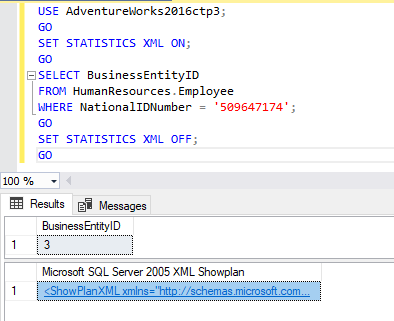 USE AdventureWorks2016ctp3;
GO
SET STATISTICS XML ON;
GO
SELECT BusinessEntityID
FROM HumanResources.Employee
WHERE NationalIDNumber = '509647174';
GO
SET STATISTICS XML OFF;
GO
100 %
Results Messages
BusinessEntityID
1 3
Microsoft SQL Server 2005 XML Showplan
1 <ShowPlanXML xmlns="http://schemas.microsoft.com...